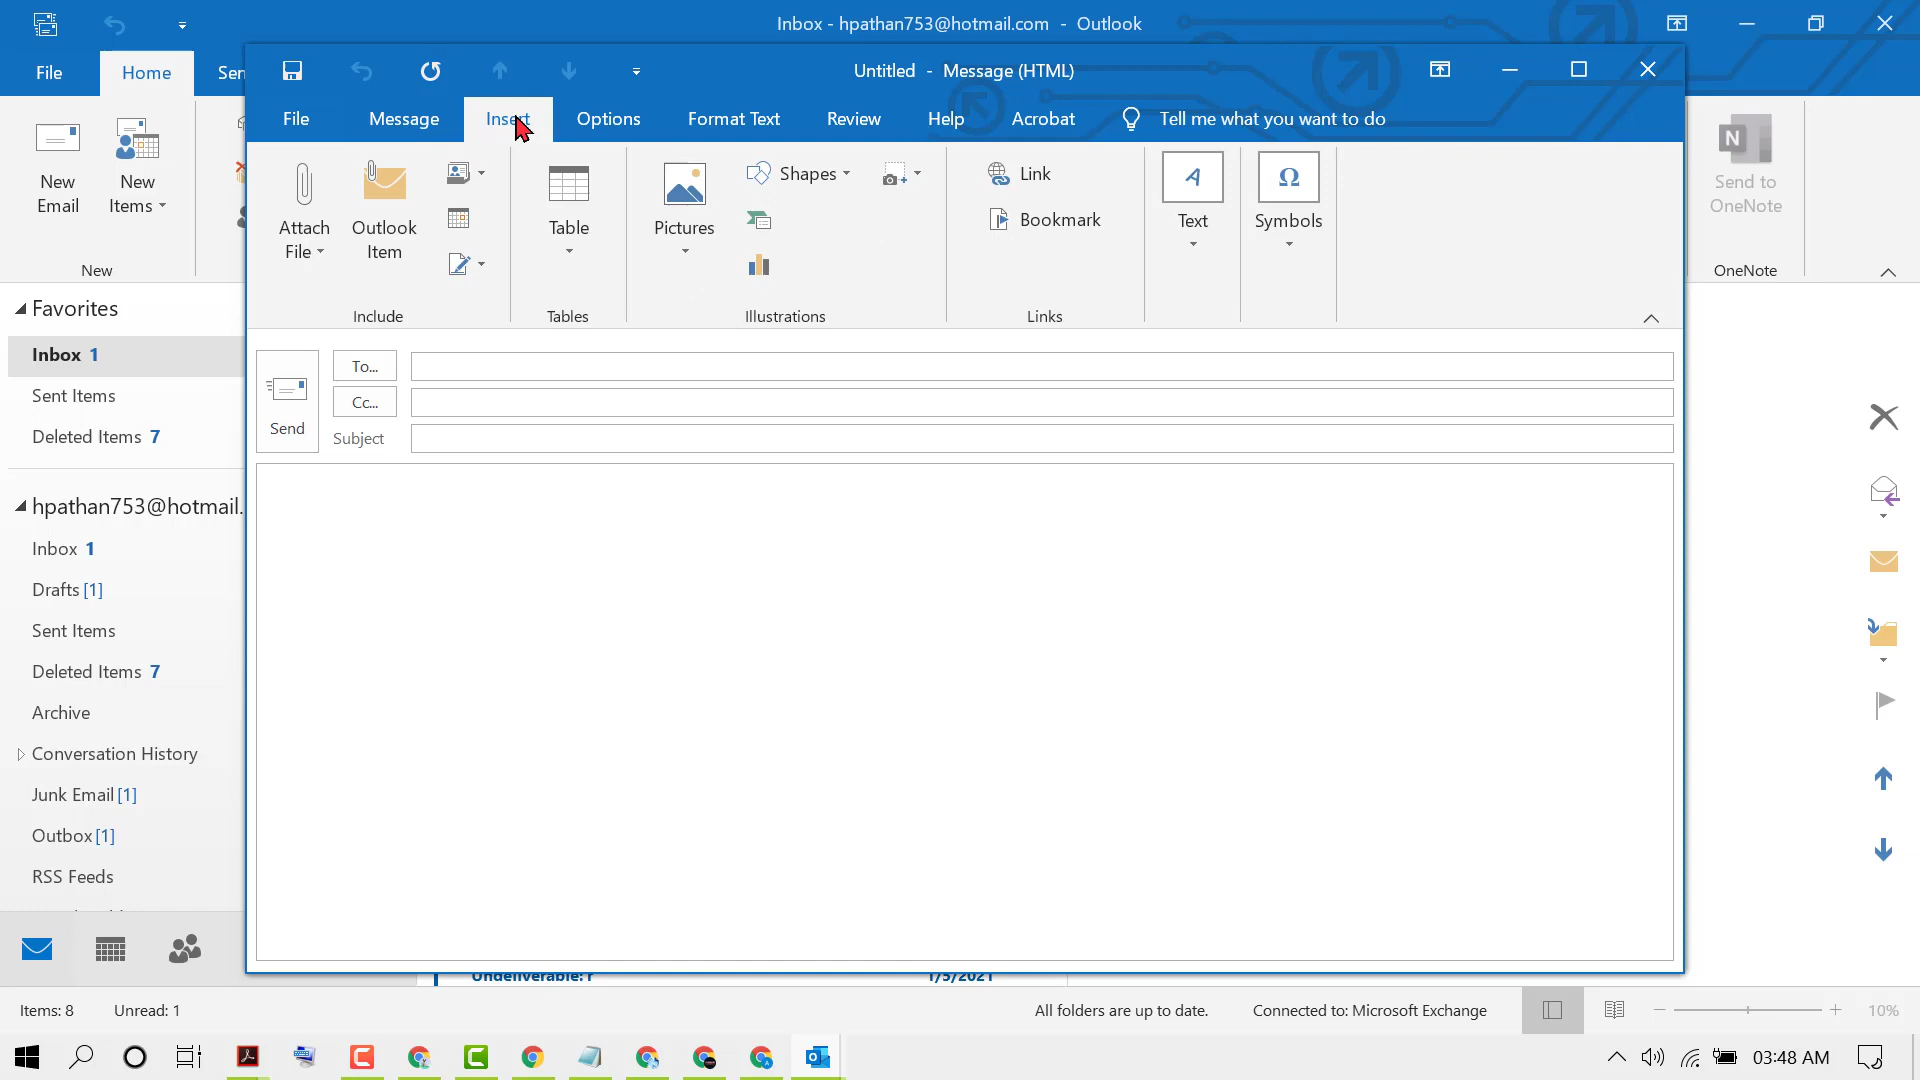 Inbox - hpathan753@hotmail.com - Outlook
File Home
Untitled - Message (HTML)
File Message Insert Options Format Text Review Help Acrobat Tell me what you want to do
New Email
New Items
New
Attach File
Outlook Item
Include
Table
Tables
Pictures
Shapes
Illustrations
Link
Bookmark
Links
Text
Symbols
Send to OneNote
OneNote
Send
To...
Cc...
Subject
Favorites
Inbox 1
Sent Items
Deleted Items 7
hpathan753@hotmail.
Inbox 1
Drafts [1]
Sent Items
Deleted Items 7
Archive
Conversation History
Junk Email [1]
Outbox [1]
RSS Feeds
Undeliverable: r 1/5/2021
Items: 8 Unread: 1 All folders are up to date. Connected to: Microsoft Exchange 10%
03:48 AM